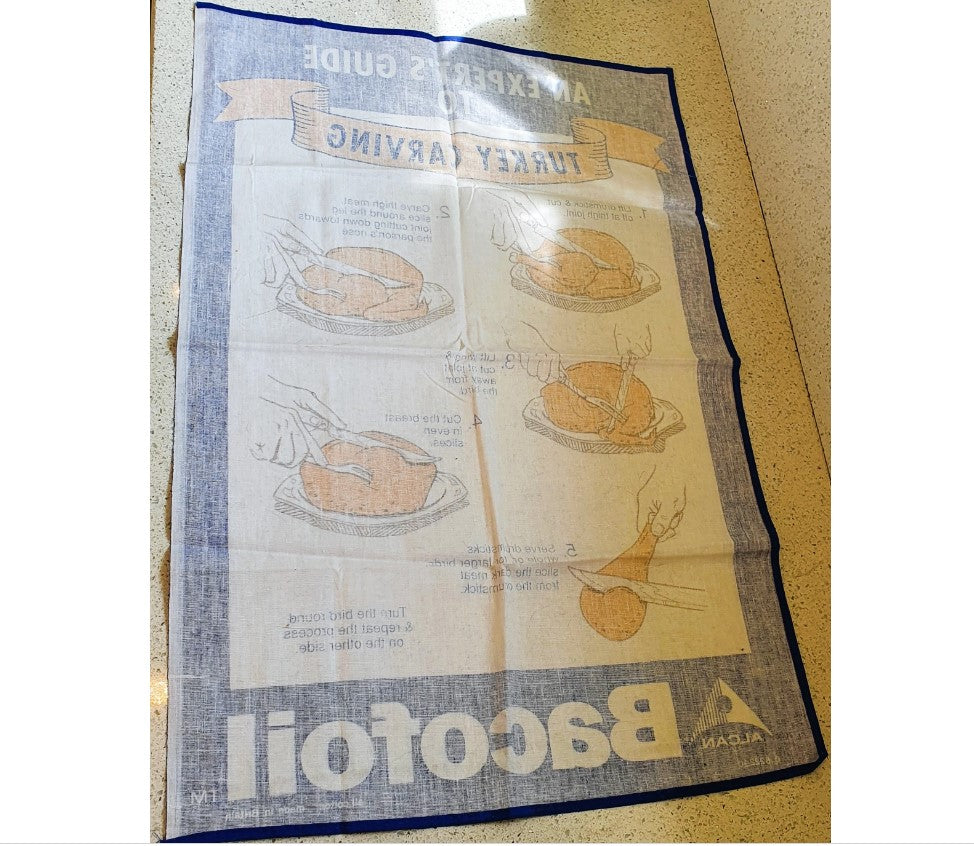 AN EXPERT'S GUIDE
TO
TURKEY CARVING
1. Lift drumstick & cut
off at thigh joint.
2. Carve thigh meat
slice around the leg
joint cutting down towards
the parson's nose
3. Lift wing &
cut at joint
away from
the bird.
4. Cut the breast
in even
slices.
5. Serve drumsticks
whole or for larger birds
slice the dark meat
from the drumstick.
Turn the bird round
& repeat the process
on the other side.
ALCAN
Bacofoil
TM
All cotton made in Britain